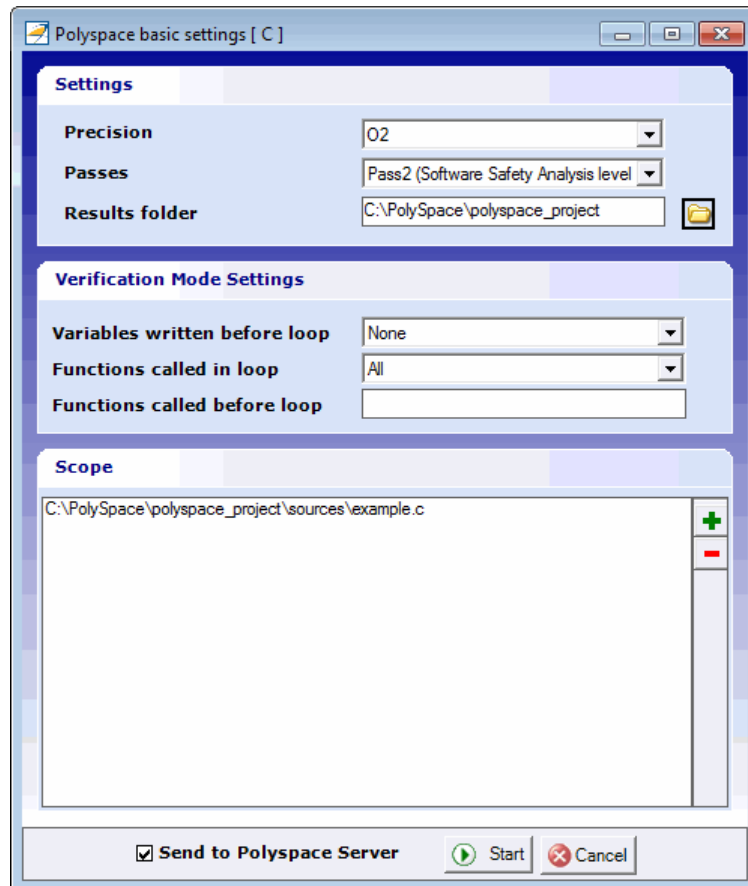 Polyspace basic settings [ C ]
Settings
Precision O2
Passes Pass2 (Software Safety Analysis level
Results folder C:\PolySpace\polyspace_project
Verification Mode Settings
Variables written before loop None
Functions called in loop All
Functions called before loop
Scope
C:\PolySpace\polyspace_project\sources\example.c
Send to Polyspace Server Start Cancel